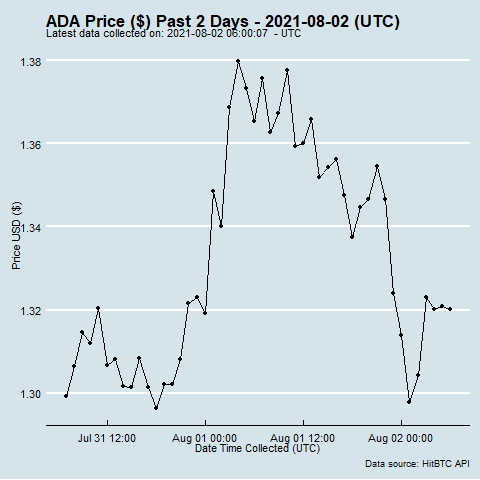 ADA Price ($) Past 2 Days - 2021-08-02 (UTC)
Latest data collected on: 2021-08-02 06:00:07 - UTC
1.38
1.36
1.34
1.32
1.30
Price USD ($)
Jul 31 12:00 Aug 01 00:00 Aug 01 12:00 Aug 02 00:00
Date Time Collected (UTC)
Data source: HitBTC API